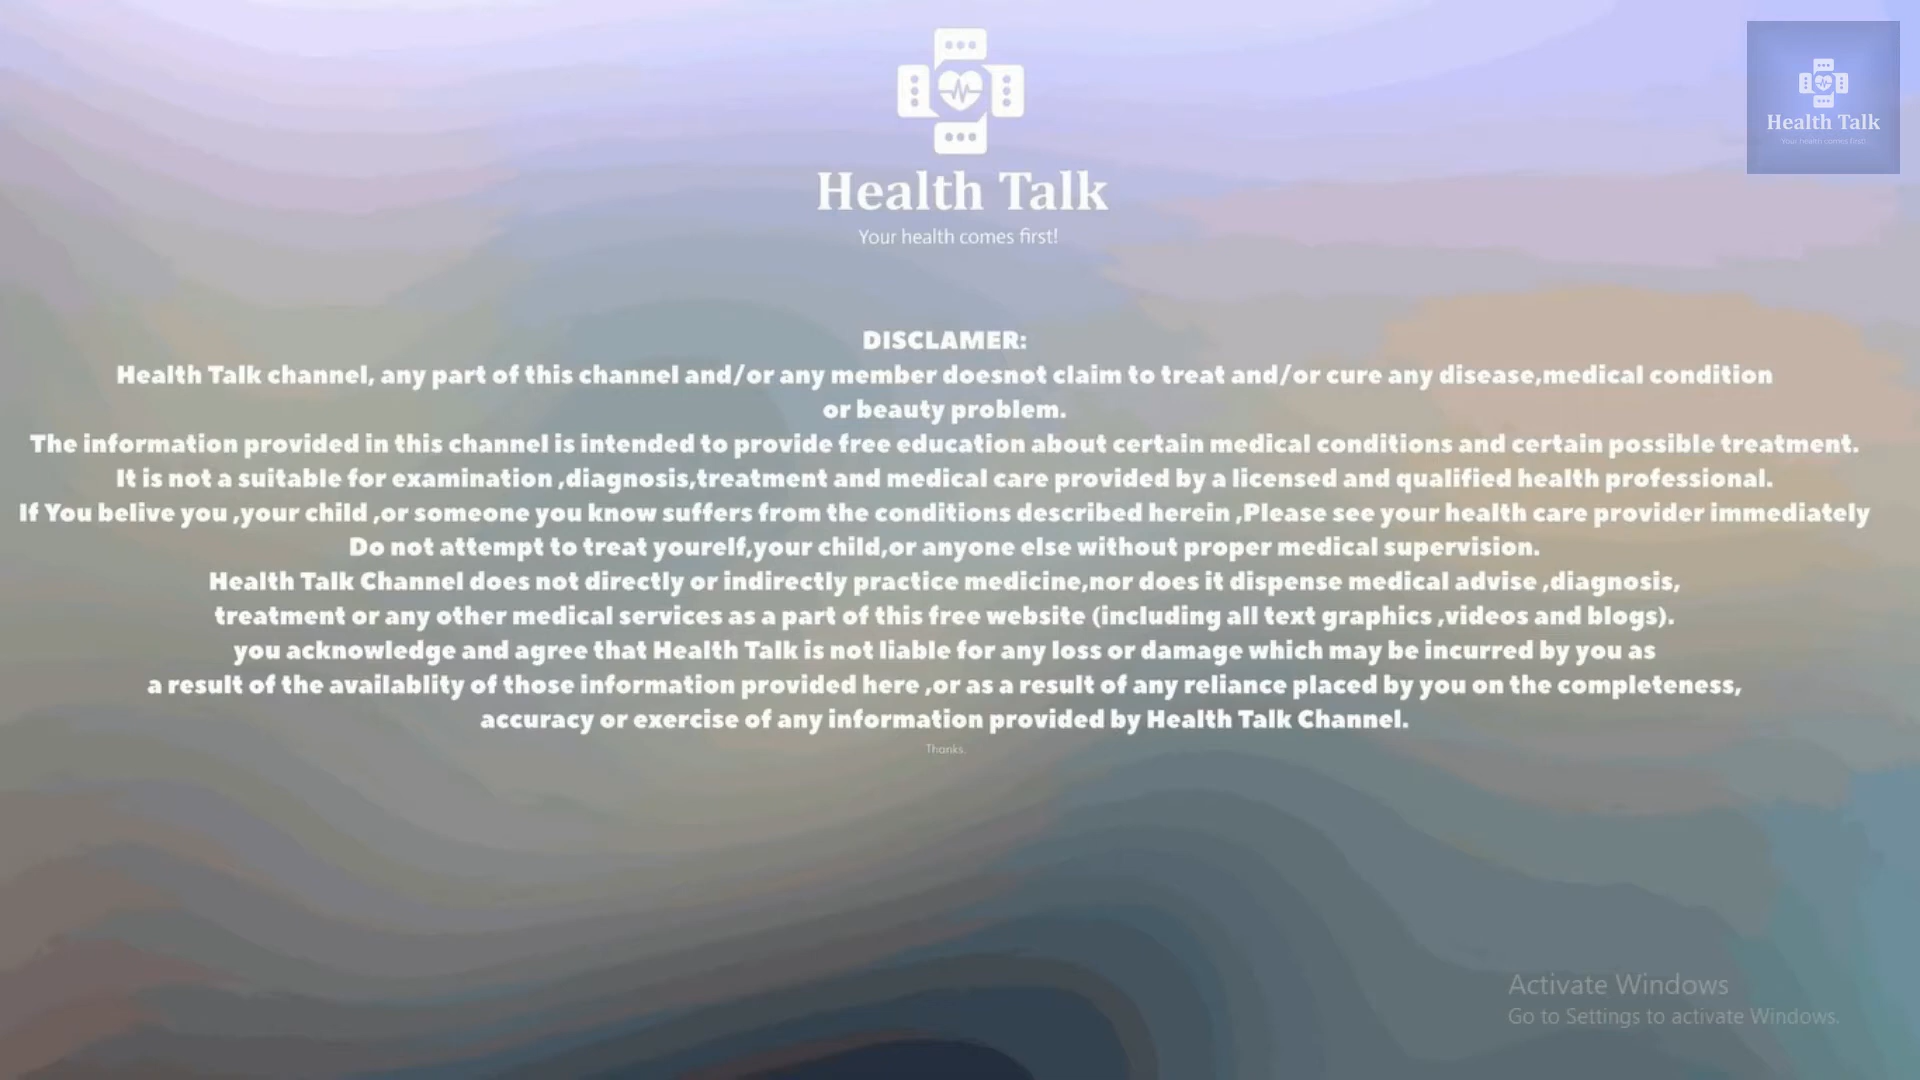 Health Talk
Your health comes first!
Health Talk
Your health comes first!
DISCLAMER:
Health Talk channel, any part of this channel and/or any member doesnot claim to treat and/or cure any disease,medical condition
or beauty problem.
The information provided in this channel is intended to provide free education about certain medical conditions and certain possible treatment.
It is not a suitable for examination ,diagnosis,treatment and medical care provided by a licensed and qualified health professional.
If You belive you ,your child ,or someone you know suffers from the conditions described herein ,Please see your health care provider immediately
Do not attempt to treat yourelf,your child,or anyone else without proper medical supervision.
Health Talk Channel does not directly or indirectly practice medicine,nor does it dispense medical advise ,diagnosis,
treatment or any other medical services as a part of this free website (including all text graphics ,videos and blogs).
you acknowledge and agree that Health Talk is not liable for any loss or damage which may be incurred by you as
a result of the availablity of those information provided here ,or as a result of any reliance placed by you on the completeness,
accuracy or exercise of any information provided by Health Talk Channel.
Thanks.
Activate Windows
Go to Settings to activate Windows.